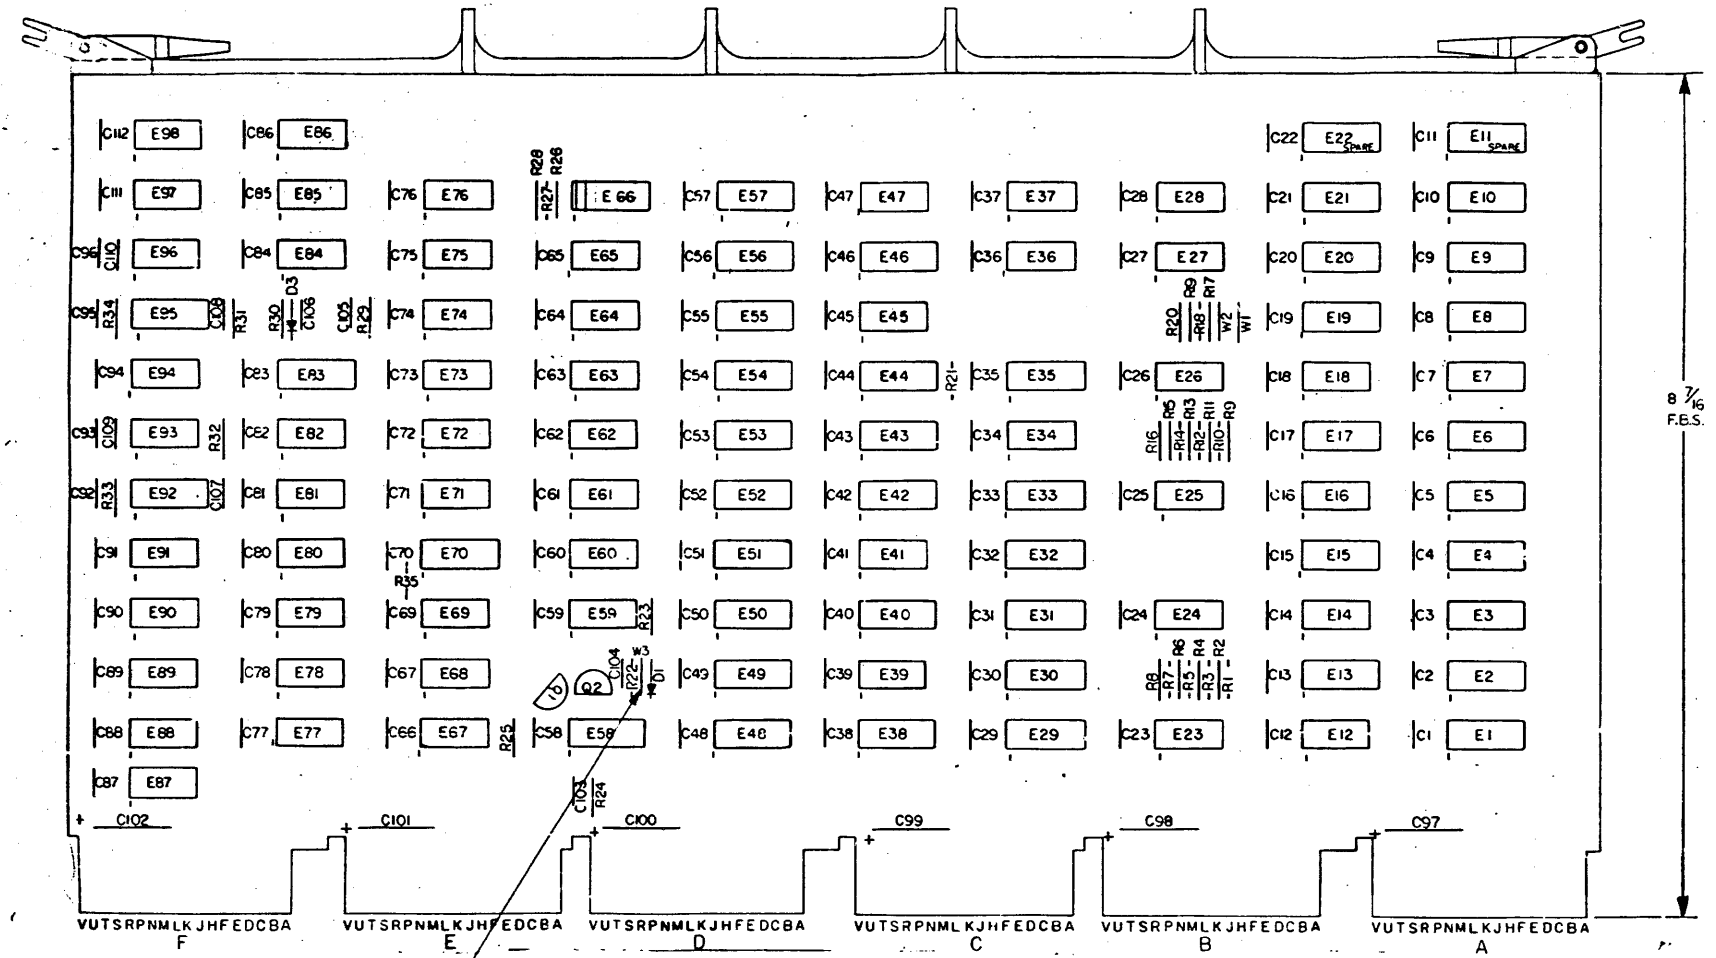 C112 E98 C86 E86 C22 E22 SPARE C11 E11 SPARE
R28 R26
C111 E97 C85 E85 C76 E76 -R27- E66 C57 E57 C47 E47 C37 E37 C28 E28 C21 E21 C10 E10
C96 C110 E96 C84 E84 C75 E75 C65 E65 C56 E56 C46 E46 C36 E36 C27 E27 C20 E20 C9 E9
D3 R19 R17
C95 R34 E95 C108 R31 R30 C106 C105 R29 C74 E74 C64 E64 C55 E55 C45 E45 R20 -R18- W2 W1 C19 E19 C8 E8
C94 E94 C83 E83 C73 E73 C63 E63 C54 E54 C44 E44 -R21- C35 E35 C26 E26 C18 E18 C7 E7
8 7/16
F.B.S.
R15 R13 R11 R9
C93 C109 E93 R32 C82 E82 C72 E72 C62 E62 C53 E53 C43 E43 C34 E34 R16 -R14- -R12- -R10- C17 E17 C6 E6
C92 R33 E92 C107 C81 E81 C71 E71 C61 E61 C52 E52 C42 E42 C33 E33 C25 E25 C16 E16 C5 E5
C91 E91 C80 E80 C70 E70 C60 E60 C51 E51 C41 E41 C32 E32 C15 E15 C4 E4
R35
C90 E90 C79 E79 C69 E69 C59 E59 R23 C50 E50 C40 E40 C31 E31 C24 E24 C14 E14 C3 E3
W3 R6 R4 R2
C89 E89 C78 E78 C67 E68 Q1 Q2 C104 R22- D1 C49 E49 C39 E39 C30 E30 R8 -R7- -R5- -R3- -R1- C13 E13 C2 E2
C88 E88 C77 E77 C66 E67 R25 C58 E58 C48 E48 C38 E38 C29 E29 C23 E23 C12 E12 C1 E1
C87 E87 C103 R24
+ C102 + C101 + C100 + C99 + C98 + C97
VUTSRPNMLKJHFEDCBA VUTSRPNMLKJHFEDCBA VUTSRPNMLKJHFEDCBA VUTSRPNMLKJHFEDCBA VUTSRPNMLKJHFEDCBA VUTSRPNMLKJHFEDCBA
F E D C B A